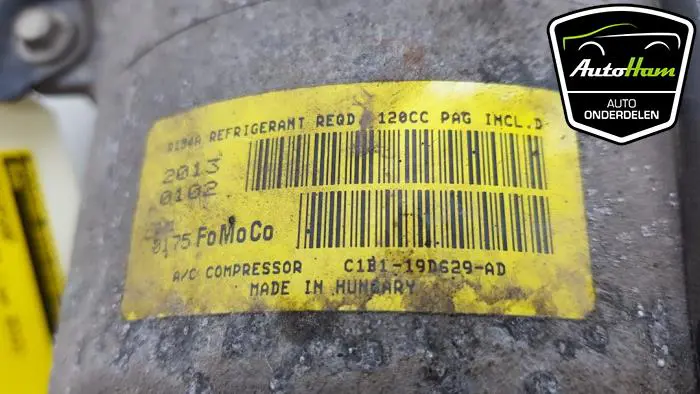 R134A REFRIGERANT REQD 120CC PAG INCL.D
2013
0102
0175 FoMoCo
A/C COMPRESSOR C1B1-19D629-AD
MADE IN HUNGARY
AutoHam
AUTO
ONDERDELEN